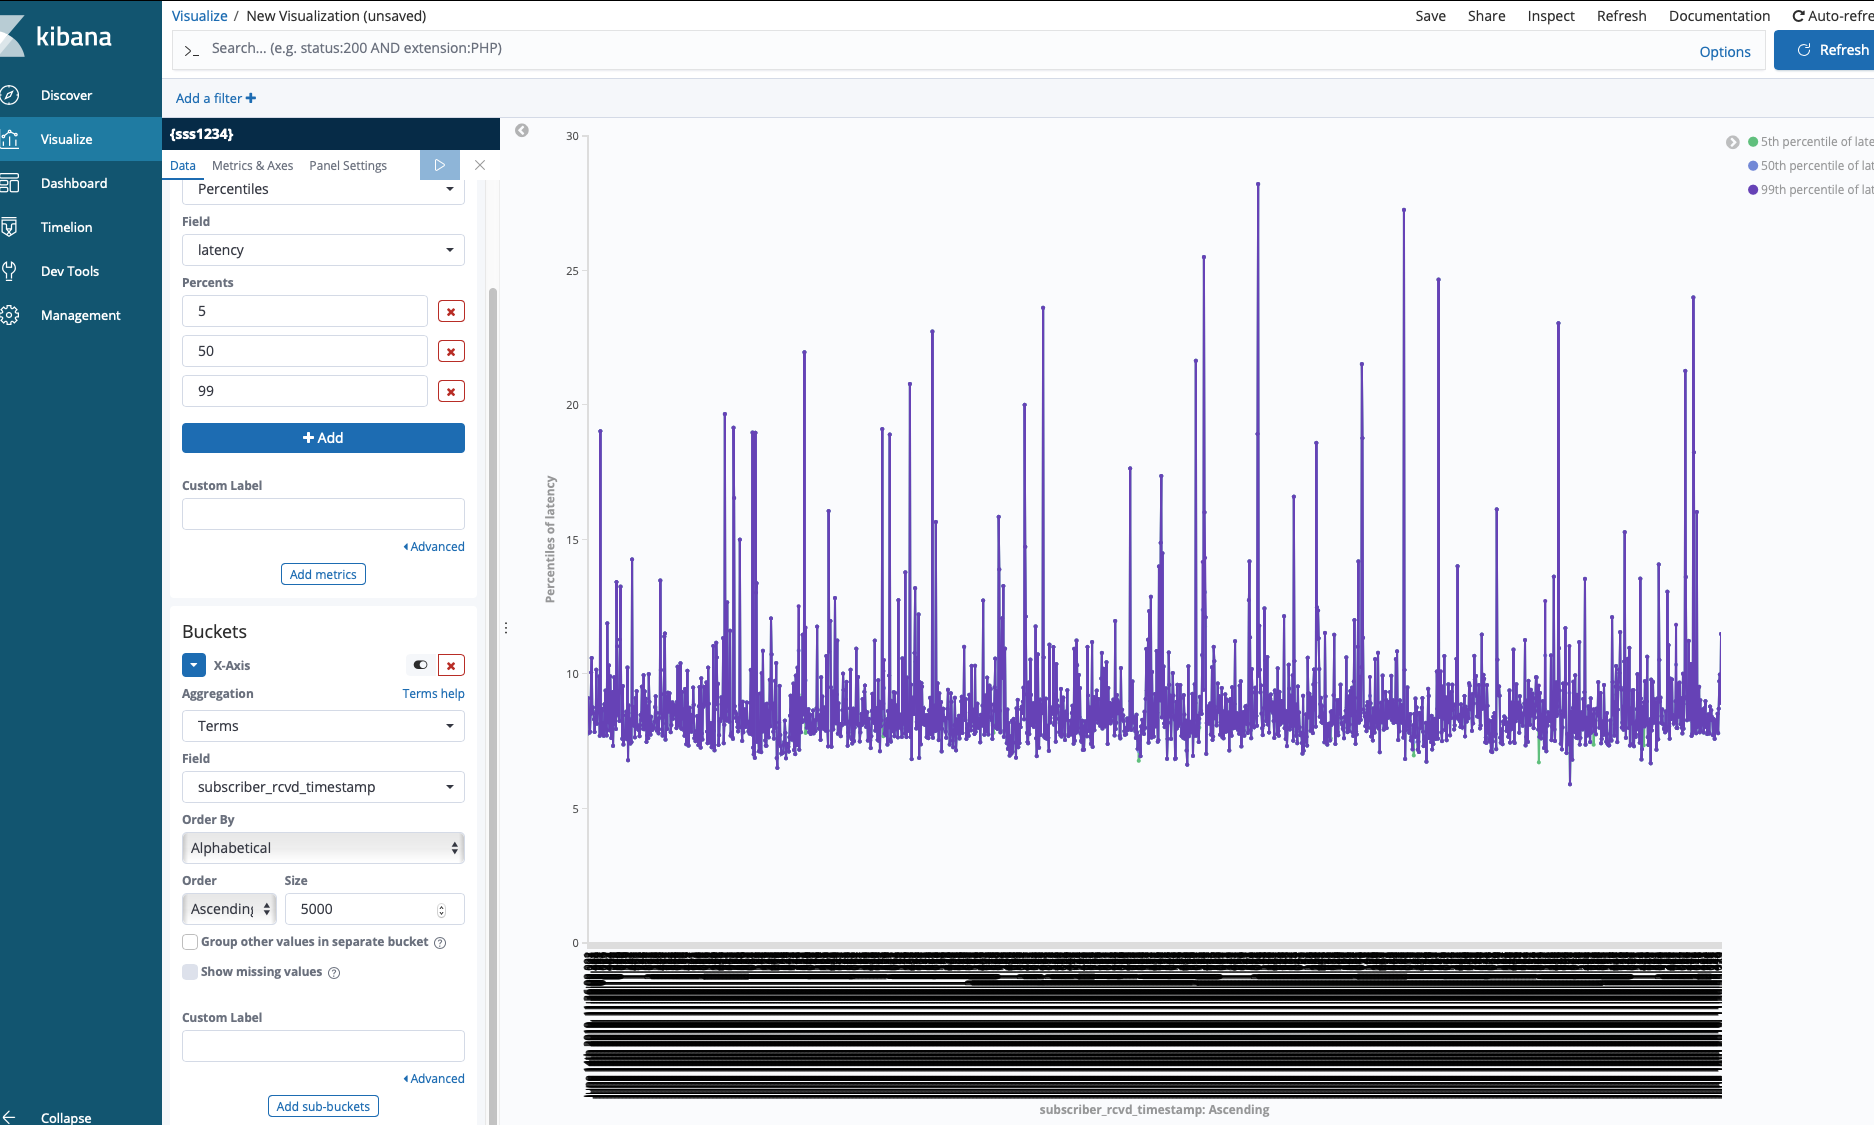 kibana
Discover
Visualize
Dashboard
Timelion
Dev Tools
Management
Collapse
Visualize / New Visualization (unsaved)
Save Share Inspect Refresh Documentation Auto-refre
>_ Search... (e.g. status:200 AND extension:PHP)
Options
Refresh
Add a filter +
{sss1234}
Data Metrics & Axes Panel Settings
Percentiles
Field
latency
Percents
5
50
99
+ Add
Custom Label
Advanced
Add metrics
Buckets
X-Axis
Aggregation Terms help
Terms
Field
subscriber_rcvd_timestamp
Order By
Alphabetical
Order Size
Ascending 5000
Group other values in separate bucket
Show missing values
Custom Label
Advanced
Add sub-buckets
30
25
20
15
10
5
0
Percentiles of latency
subscriber_rcvd_timestamp: Ascending
5th percentile of late
50th percentile of lat
99th percentile of lat